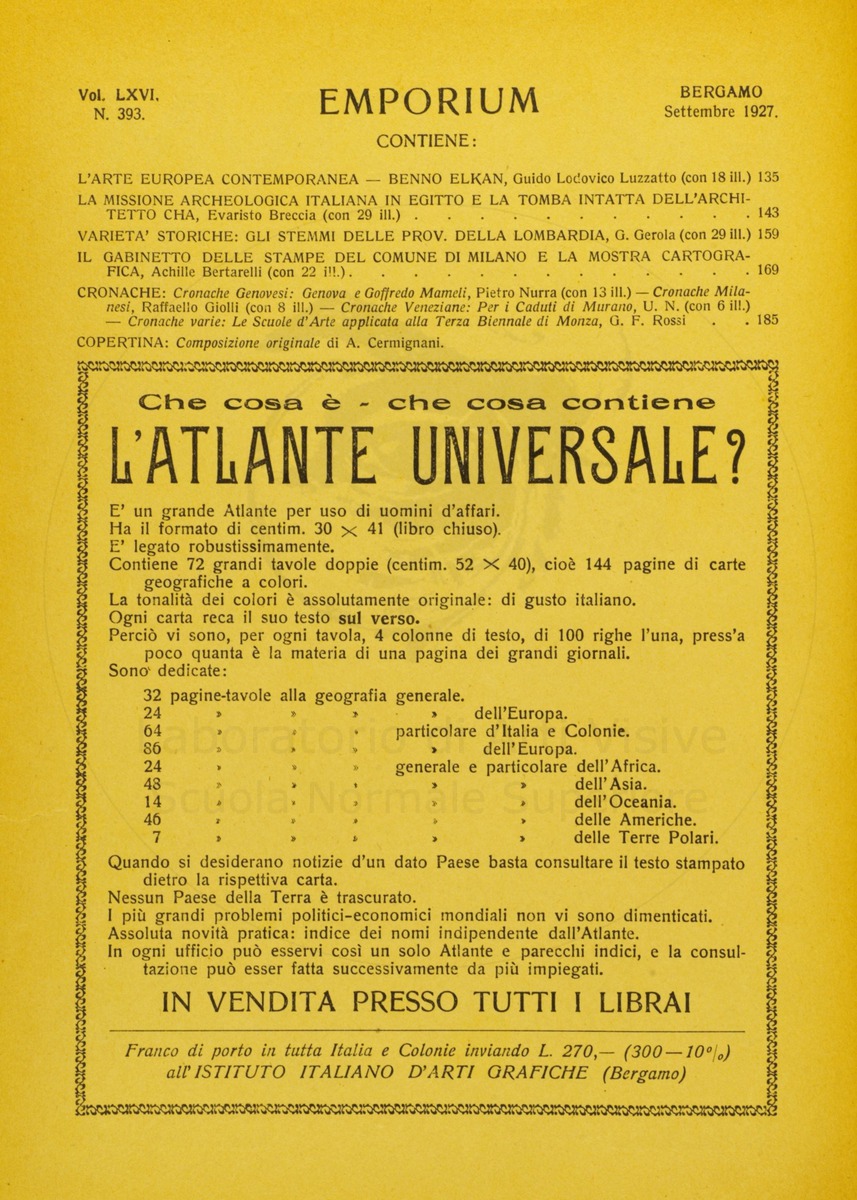 Vol. LXVI.
N. 393.
EMPORIUM
BERGAMO
Settembre 1927.
CONTIENE:
L'ARTE EUROPEA CONTEMPORANEA — BENNO ELKAN, Guido Lodovico Luzzatto (con 18 ill.) 135
LA MISSIONE ARCHEOLOGICA ITALIANA IN EGITTO E LA TOMBA INTATTA DELL'ARCHI-
TETTO CHA, Evaristo Breccia (con 29 ill.) . . . . . . . . . . . 143
VARIETA' STORICHE: GLI STEMMI DELLE PROV. DELLA LOMBARDIA, G. Gerola (con 29 ill.) 159
IL GABINETTO DELLE STAMPE DEL COMUNE DI MILANO E LA MOSTRA CARTOGRA-
FICA, Achille Bertarelli (con 22 ill.) . . . . . . . . . . . . . 169
CRONACHE: Cronache Genovesi: Genova e Goffredo Mameli, Pietro Nurra (con 13 ill.) — Cronache Mila-
nesi, Raffaello Giolli (con 8 ill.) — Cronache Veneziane: Per i Caduti di Murano, U. N. (con 6 ill.)
— Cronache varie: Le Scuole d'Arte applicata alla Terza Biennale di Monza, G. F. Rossi . . 185
COPERTINA: Composizione originale di A. Cermignani.
Che cosa è - che cosa contiene
L'ATLANTE UNIVERSALE?
E' un grande Atlante per uso di uomini d'affari.
Ha il formato di centim. 30 × 41 (libro chiuso).
E' legato robustissimamente.
Contiene 72 grandi tavole doppie (centim. 52 × 40), cioè 144 pagine di carte
geografiche a colori.
La tonalità dei colori è assolutamente originale: di gusto italiano.
Ogni carta reca il suo testo sul verso.
Perciò vi sono, per ogni tavola, 4 colonne di testo, di 100 righe l'una, press'a
poco quanta è la materia di una pagina dei grandi giornali.
Sono dedicate:
32 pagine-tavole alla geografia generale.
24 » » » » dell'Europa.
64 » » » particolare d'Italia e Colonie.
86 » » » » dell'Europa.
24 » » » generale e particolare dell'Africa.
48 » » » » » dell'Asia.
14 » » » » » dell'Oceania.
46 » » » » » delle Americhe.
7 » » » » » delle Terre Polari.
Quando si desiderano notizie d'un dato Paese basta consultare il testo stampato
dietro la rispettiva carta.
Nessun Paese della Terra è trascurato.
I più grandi problemi politici-economici mondiali non vi sono dimenticati.
Assoluta novità pratica: indice dei nomi indipendente dall'Atlante.
In ogni ufficio può esservi così un solo Atlante e parecchi indici, e la consul-
tazione può esser fatta successivamente da più impiegati.
IN VENDITA PRESSO TUTTI I LIBRAI
Franco di porto in tutta Italia e Colonie inviando L. 270,— (300—10%)
all'ISTITUTO ITALIANO D'ARTI GRAFICHE (Bergamo)